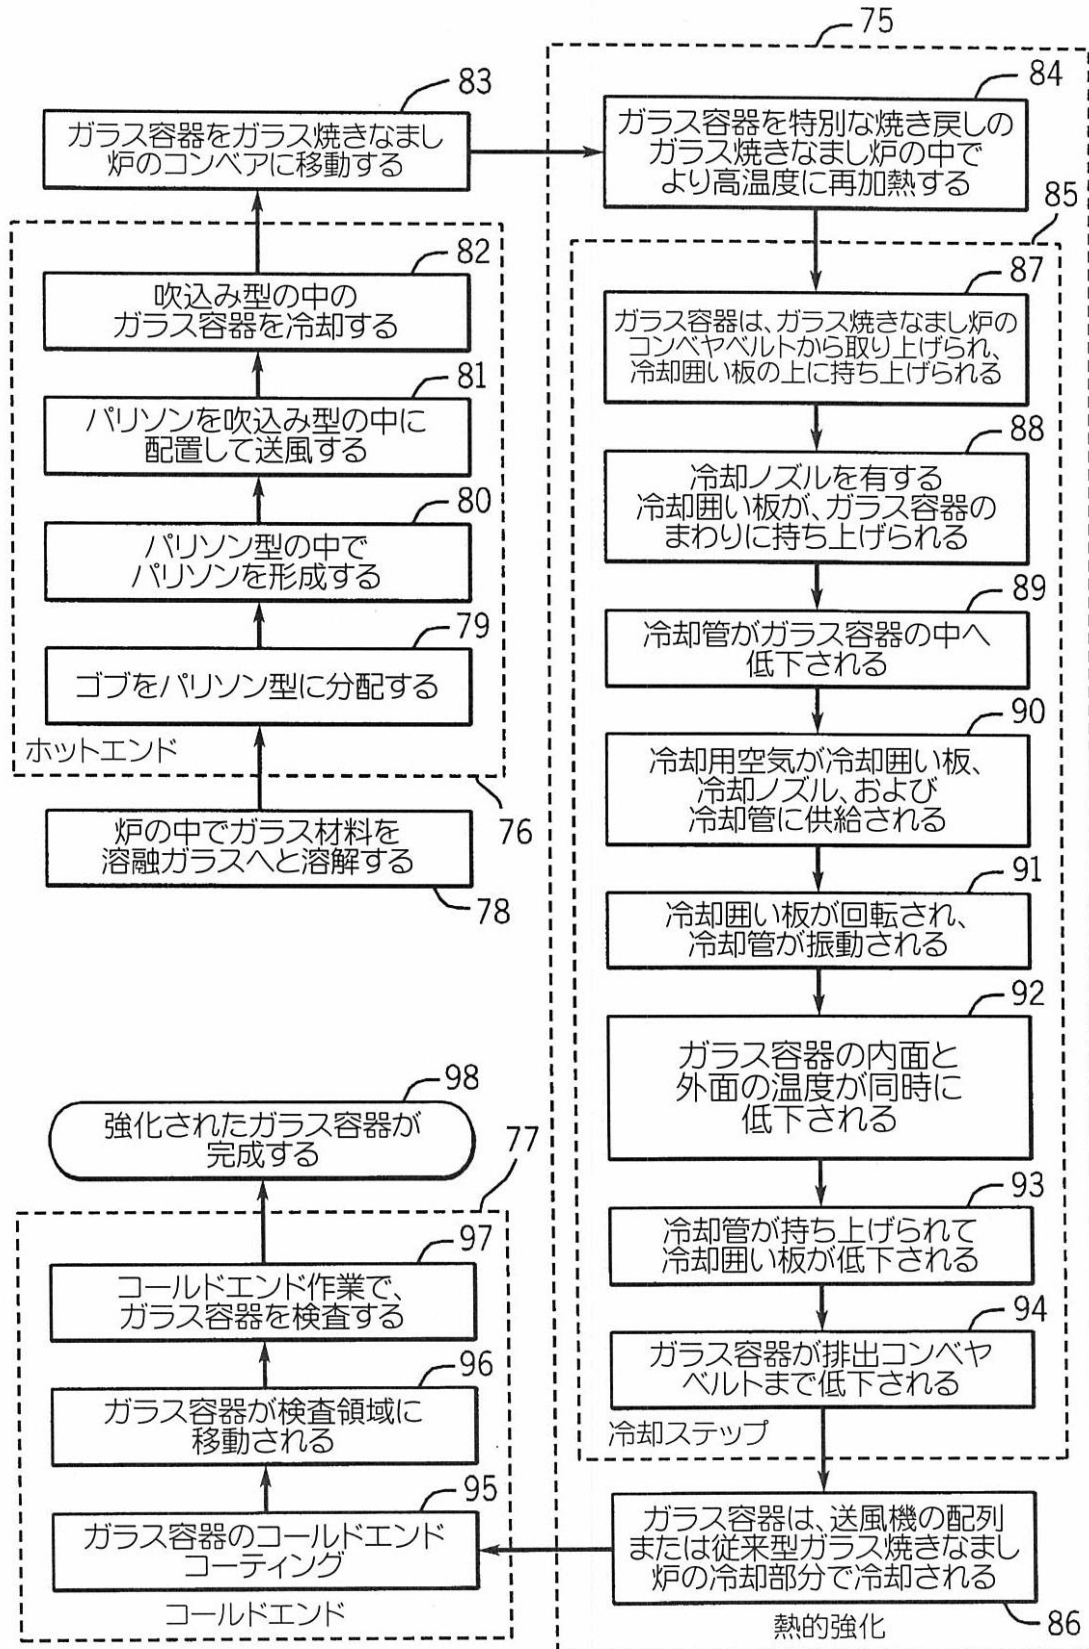 75
83
ガラス容器をガラス焼きなまし
炉のコンベアに移動する
84
ガラス容器を特別な焼き戻しの
ガラス焼きなまし炉の中で
より高温度に再加熱する
85
82
吹込み型の中の
ガラス容器を冷却する
81
パリソンを吹込み型の中に
配置して送風する
80
パリソン型の中で
パリソンを形成する
79
ゴブをパリソン型に分配する
ホットエンド
76
炉の中でガラス材料を
溶融ガラスへと溶解する
78
87
ガラス容器は、ガラス焼きなまし炉の
コンベヤベルトから取り上げられ、
冷却囲い板の上に持ち上げられる
88
冷却ノズルを有する
冷却囲い板が、ガラス容器の
まわりに持ち上げられる
89
冷却管がガラス容器の中へ
低下される
90
冷却用空気が冷却囲い板、
冷却ノズル、および
冷却管に供給される
91
冷却囲い板が回転され、
冷却管が振動される
92
ガラス容器の内面と
外面の温度が同時に
低下される
93
冷却管が持ち上げられて
冷却囲い板が低下される
94
ガラス容器が排出コンベヤ
ベルトまで低下される
冷却ステップ
ガラス容器は、送風機の配列
または従来型ガラス焼きなまし
炉の冷却部分で冷却される
86
熱的強化
98
強化されたガラス容器が
完成する
77
97
コールドエンド作業で、
ガラス容器を検査する
96
ガラス容器が検査領域に
移動される
95
ガラス容器のコールドエンド
コーティング
コールドエンド